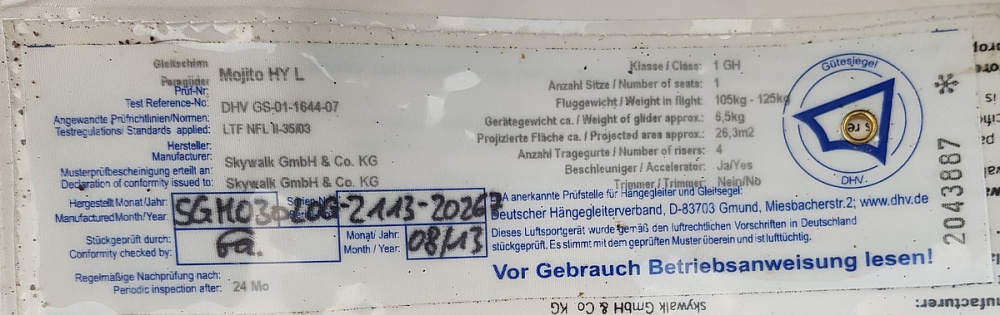 Gleitschirm
Paraglider
Mojito HY L
Prüf-Nr.
Test Reference-No:
DHV GS-01-1644-07
Angewandte Prüfrichtlinien/Normen:
Testregulations/ Standards applied:
LTF NFL II-35/03
Hersteller:
Manufacturer:
Skywalk GmbH & Co. KG
Musterprüfbescheinigung erteilt an:
Declaration of conformity issued to:
Skywalk GmbH & Co. KG
Hergestellt Monat /Jahr:
Manufactured Month/Year:
Stückgeprüft durch:
Conformity checked by:
Monat/ Jahr:
Month / Year:
08/13
Regelmäßige Nachprüfung nach:
Periodic inspection after:
24 Mo
Klasse / Class: 1 GH
Anzahl Sitze / Number of seats: 1
Fluggewicht / Weight in flight: 105kg - 125kg
Gerätegewicht ca. / Weight of glider approx.: 6,5kg
Projizierte Fläche ca. / Projected area approx.: 26,3m2
Anzahl Tragegurte / Number of risers: 4
Beschleuniger / Accelerator: Ja/Yes
Trimmer / Trimmer: Nein/No
anerkannte Prüfstelle für Hängegleiter und Gleitsegel:
Deutscher Hängegleiterverband, D-83703 Gmund, Miesbacherstr.2; www.dhv.de
Dieses Luftsportgerät wurde gemäß den luftrechtlichen Vorschriften in Deutschland
stückgeprüft. Es stimmt mit dem geprüften Muster überein und ist lufttüchtig.
Vor Gebrauch Betriebsanweisung lesen!
Gütesiegel
DHV
2043887
Skywalk GmbH & Co. KG